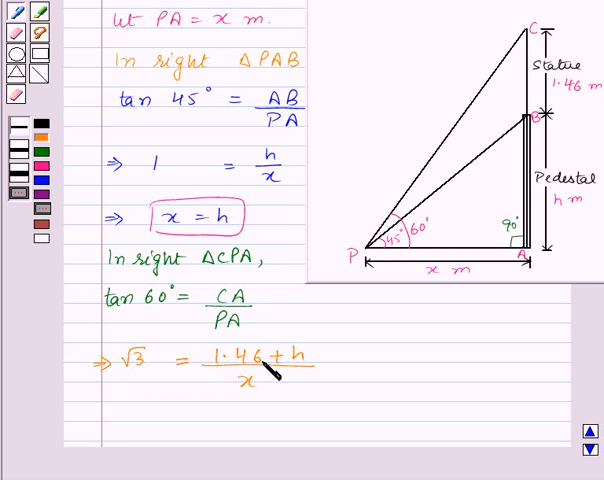 Let PA = x m.
In right ΔPAB
tan 45° = AB/PA
⇒ 1 = h/x
⇒ x = h
In right ΔCPA,
tan 60° = CA/PA
⇒ √3 = 1.46 + h/x
C
Statue
1.46 m
B
Pedestal
h m
90°
60°
45°
P
A
x m